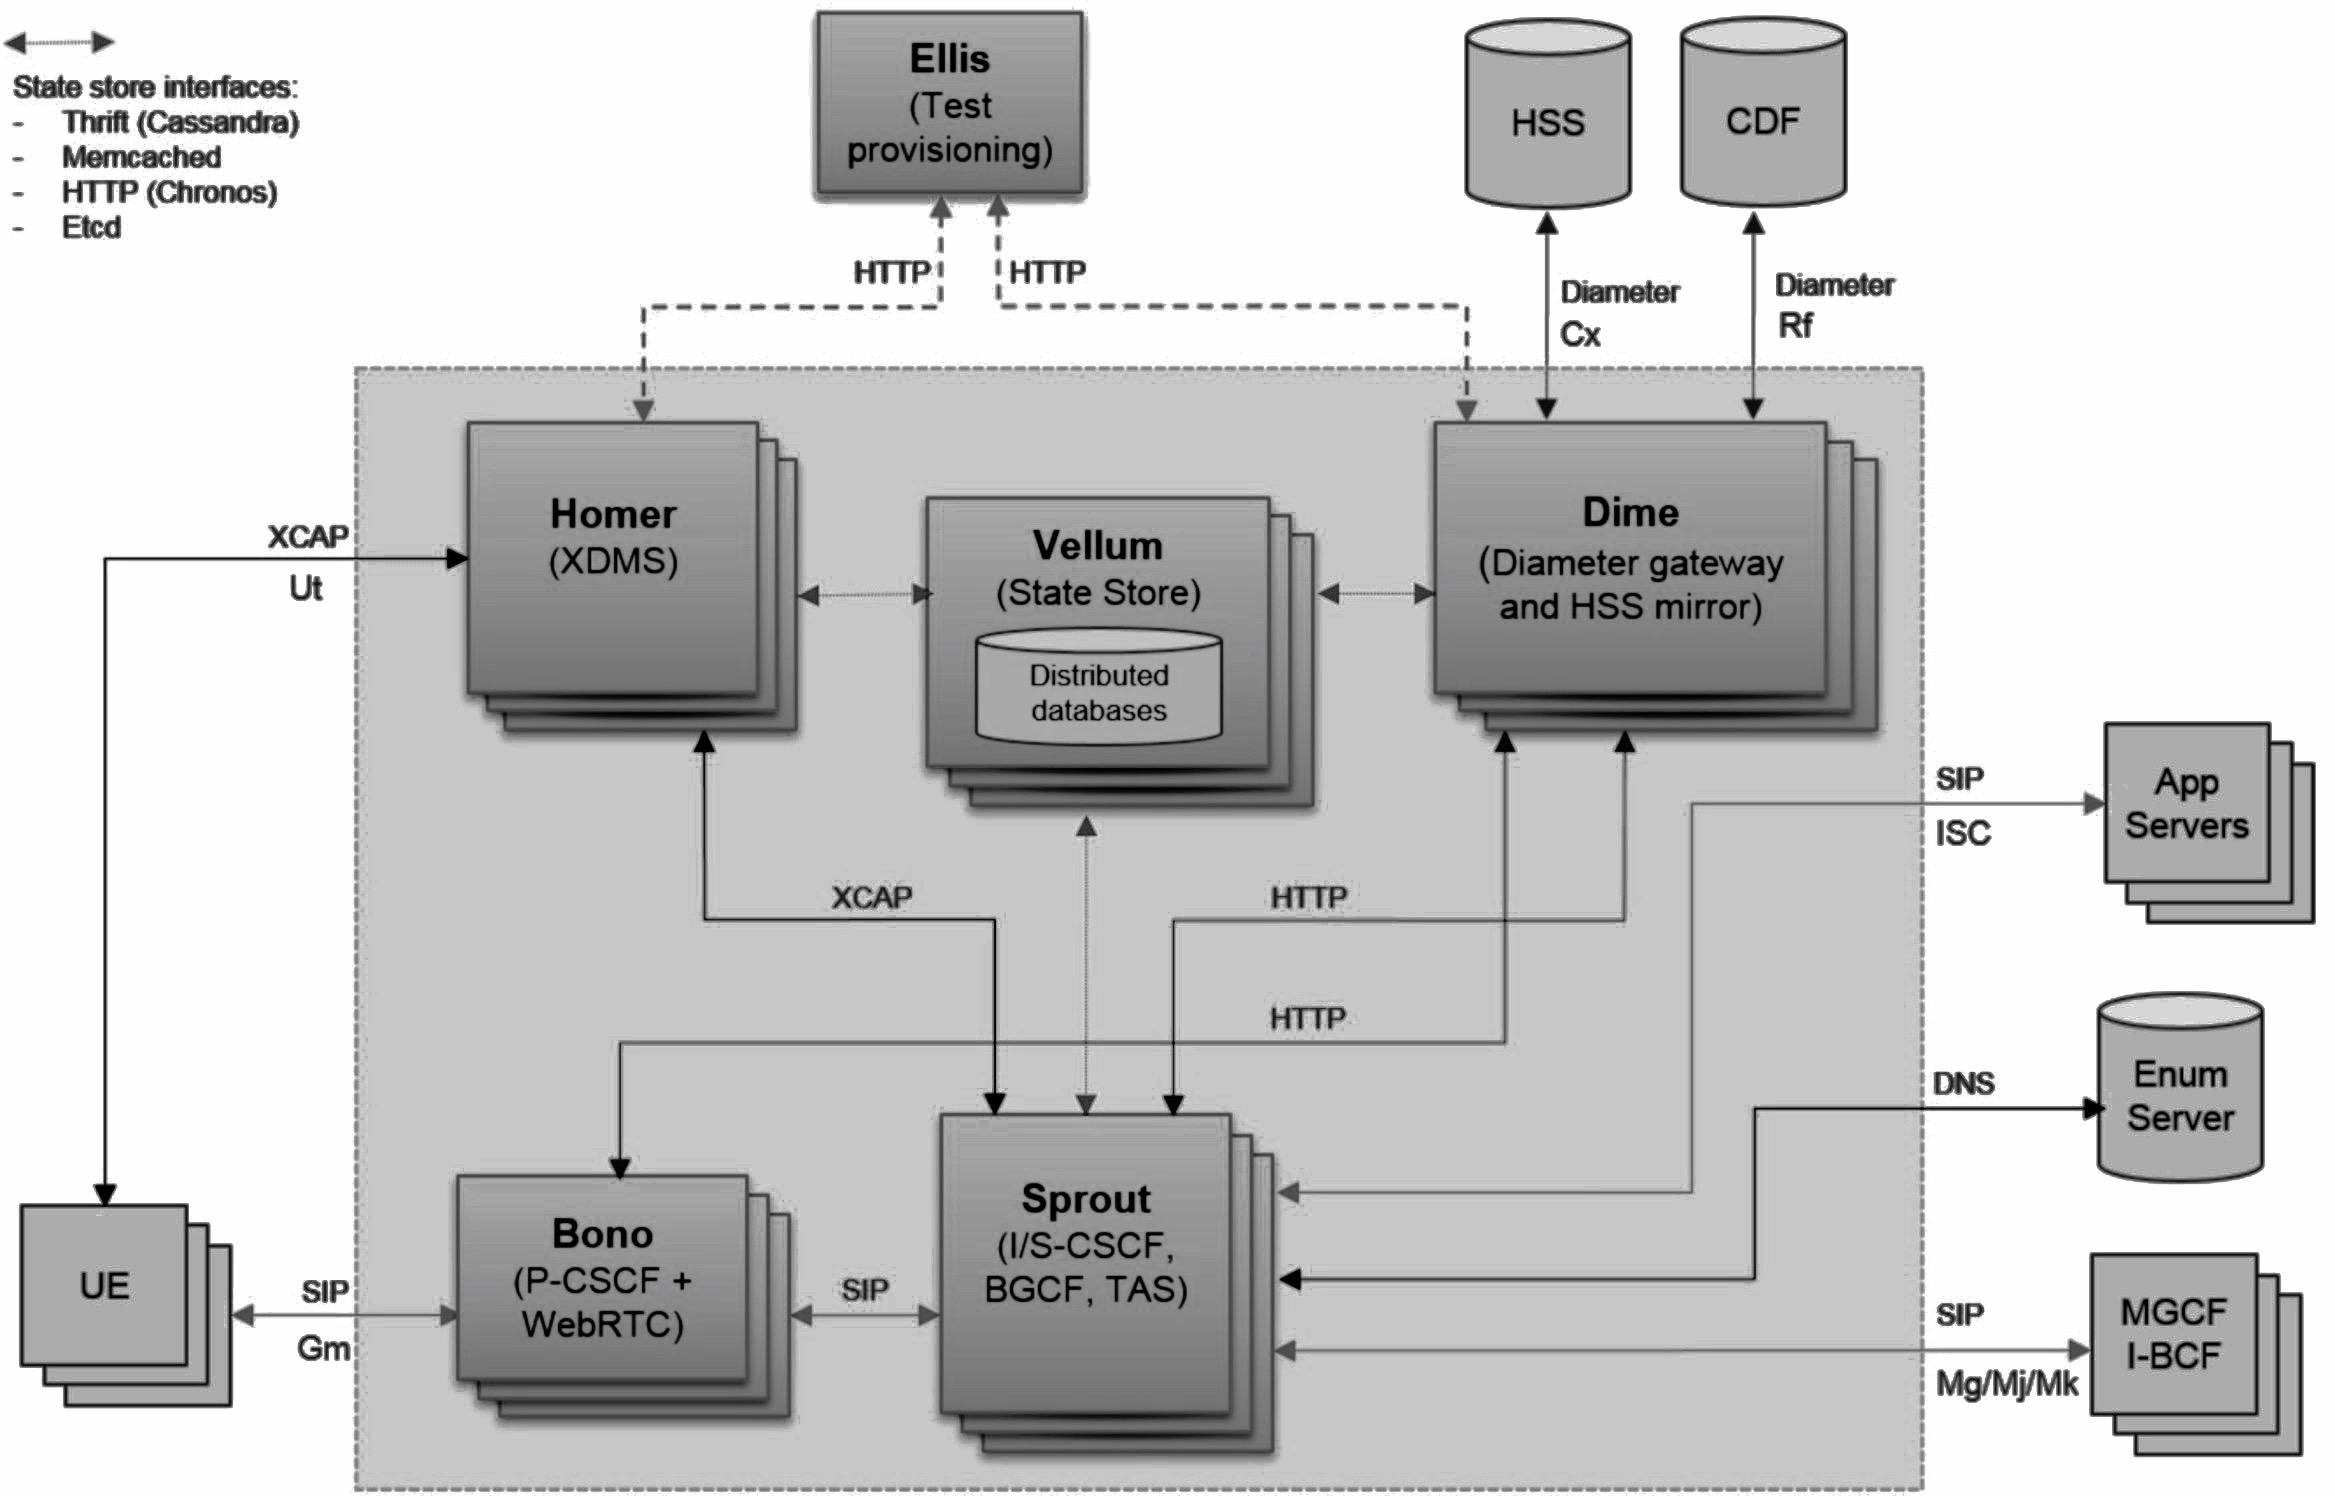 State store interfaces:
- Thrift (Cassandra)
- Memcached
- HTTP (Chronos)
- Etcd
Ellis
(Test
provisioning)
HSS
CDF
HTTP
HTTP
Diameter
Cx
Diameter
Rf
Homer
(XDMS)
Vellum
(State Store)
Distributed
databases
Dime
(Diameter gateway
and HSS mirror)
XCAP
Ut
SIP
ISC
App
Servers
XCAP
HTTP
HTTP
DNS
Enum
Server
UE
SIP
Gm
Bono
(P-CSCF +
WebRTC)
SIP
Sprout
(I/S-CSCF,
BGCF, TAS)
SIP
Mg/Mj/Mk
MGCF
I-BCF